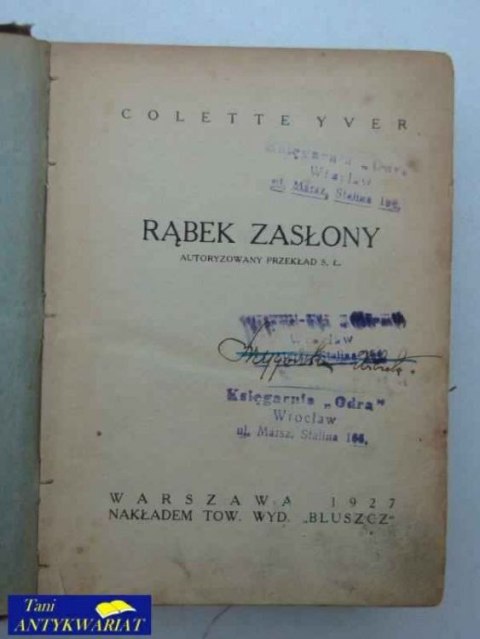 COLETTE YVER
Księgarnia „Odra"
Wrocław
ul. Marsz. Stalina 166.
RĄBEK ZASŁONY
AUTORYZOWANY PRZEKŁAD S. Ł.
Wrocław
Stalina
Księgarnia „Odra"
Wrocław
ul. Marsz. Stalina 166.
WARSZAWA 1927
NAKŁADEM TOW. WYD. „BLUSZCZ"
Tani
ANTYKWARIAT